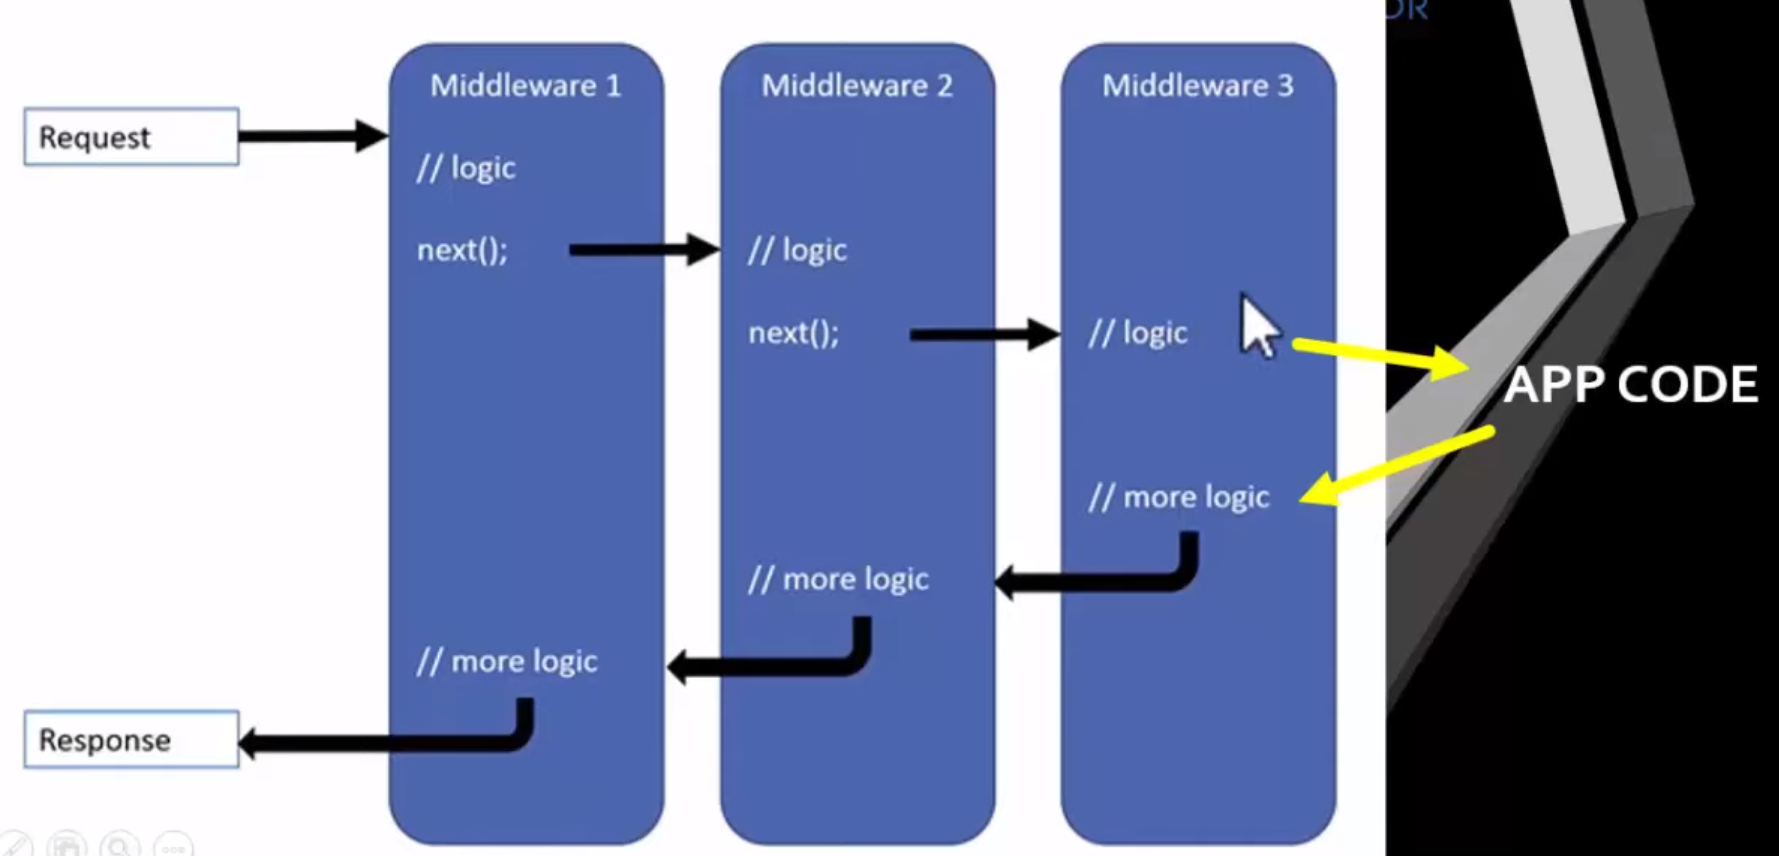 Middleware 1
Middleware 2
Middleware 3
Request
// logic
next();
// logic
next();
// logic
APP CODE
// more logic
// more logic
// more logic
Response